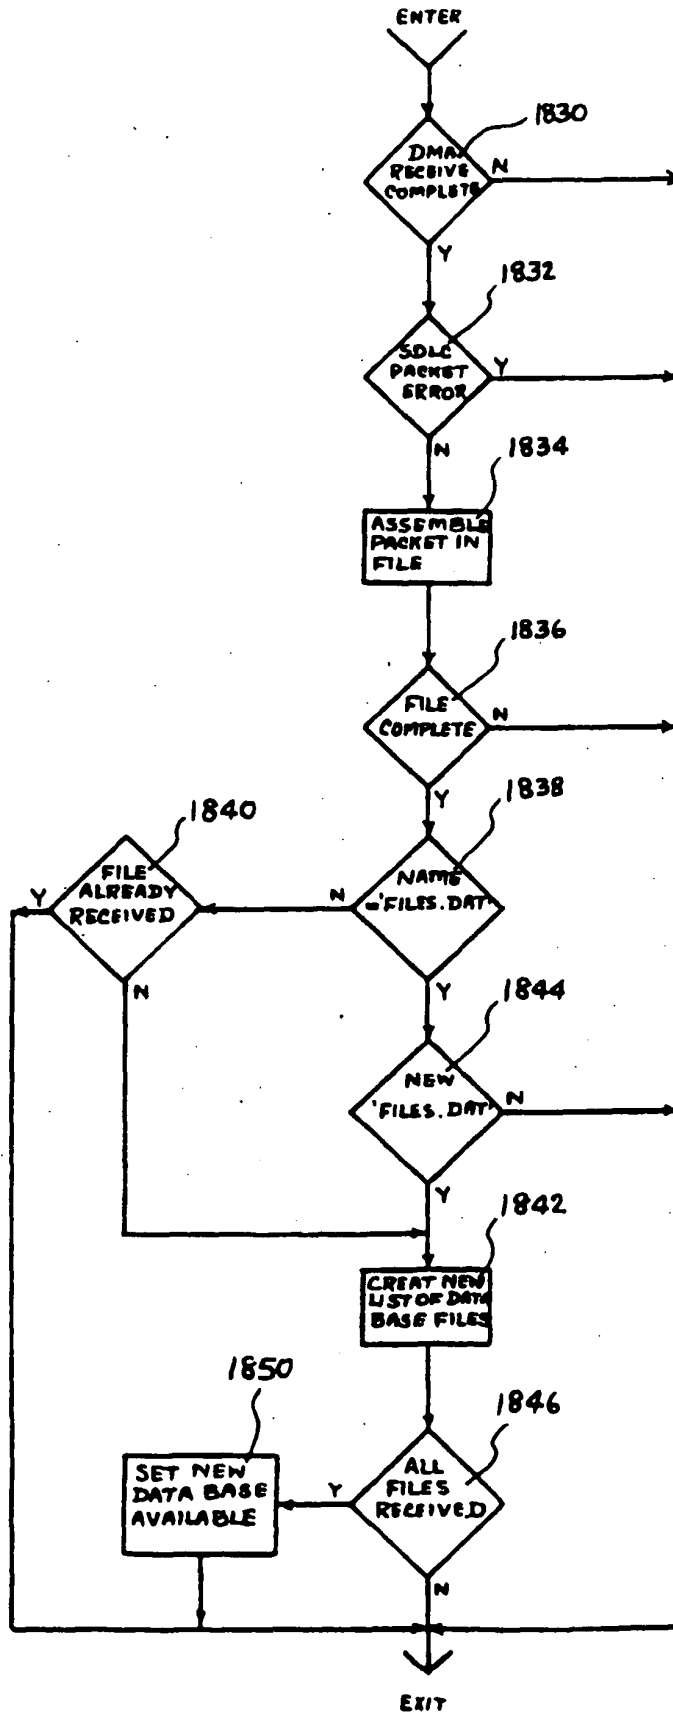 ENTER
1830
DMA
RECEIVE
COMPLETE
N
Y
1832
SDLC
PACKET
ERROR
Y
N
1834
ASSEMBLE
PACKET IN
FILE
1836
FILE
COMPLETE
N
Y
1838
NAME
='FILES.DAT'
N
Y
1840
FILE
ALREADY
RECEIVED
Y
N
1844
NEW
'FILES.DAT'
N
Y
1842
CREAT NEW
LIST OF DATA
BASE FILES
1846
ALL
FILES
RECEIVED
Y
N
1850
SET NEW
DATA BASE
AVAILABLE
EXIT